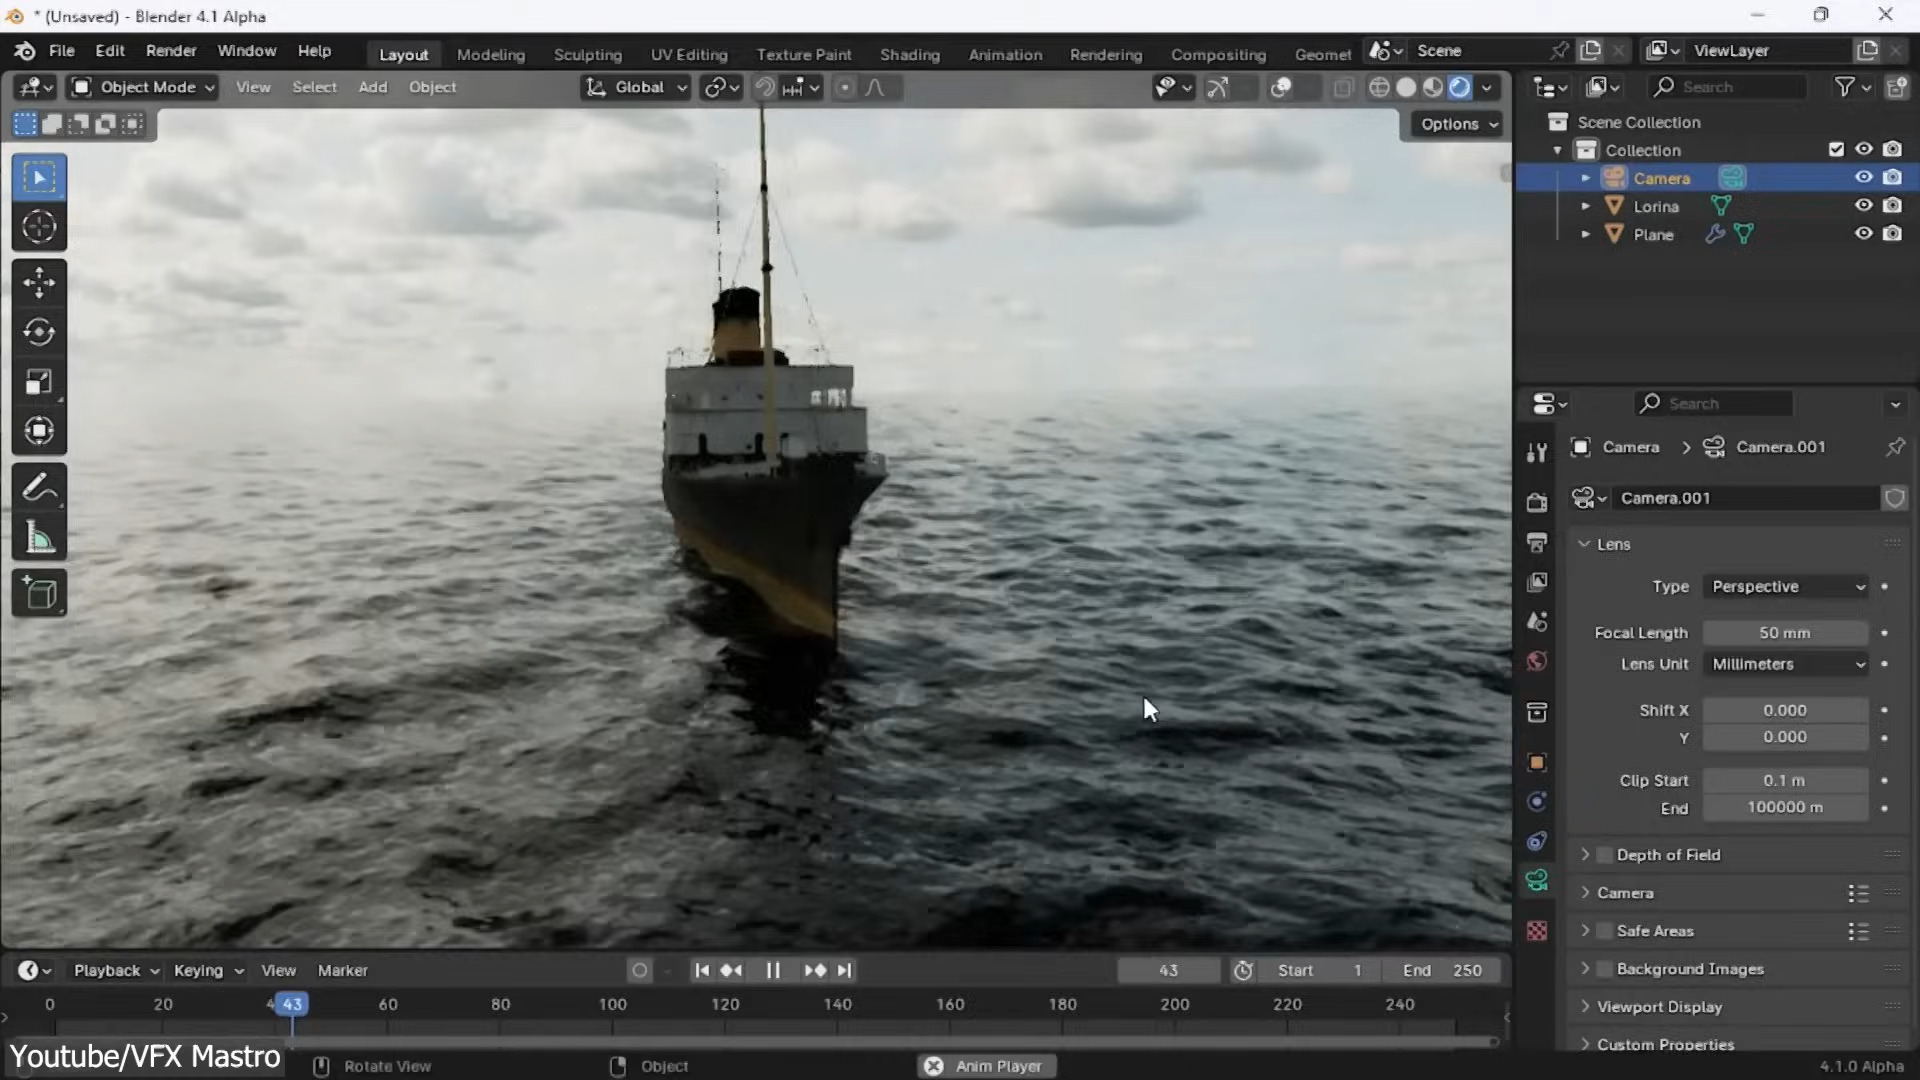 * (Unsaved) - Blender 4.1 Alpha
File Edit Render Window Help Layout Modeling Sculpting UV Editing Texture Paint Shading Animation Rendering Compositing Geomet Scene ViewLayer
Object Mode View Select Add Object Global Search
Options
Scene Collection
Collection
Camera
Lorina
Plane
Search
Camera > Camera.001
Camera.001
Lens
Type Perspective
Focal Length 50 mm
Lens Unit Millimeters
Shift X 0.000
Y 0.000
Clip Start 0.1 m
End 100000 m
Depth of Field
Camera
Safe Areas
Background Images
Viewport Display
Custom Properties
Playback Keying View Marker 43 Start 1 End 250
0 20 4 43 60 80 100 120 140 160 180 200 220 240
Youtube/VFX Mastro
Rotate View Object Anim Player 4.1.0 Alpha